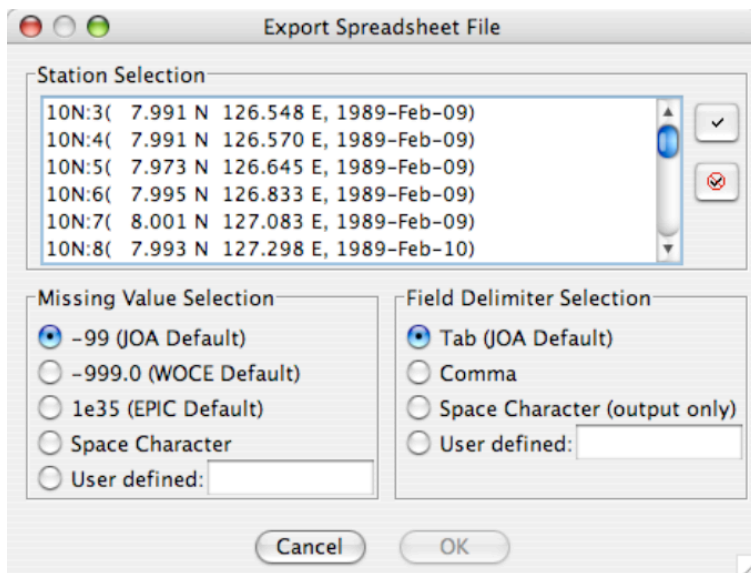 Export Spreadsheet File
Station Selection
10N:3( 7.991 N 126.548 E, 1989-Feb-09)
10N:4( 7.991 N 126.570 E, 1989-Feb-09)
10N:5( 7.973 N 126.645 E, 1989-Feb-09)
10N:6( 7.995 N 126.833 E, 1989-Feb-09)
10N:7( 8.001 N 127.083 E, 1989-Feb-09)
10N:8( 7.993 N 127.298 E, 1989-Feb-10)
Missing Value Selection
-99 (JOA Default)
-999.0 (WOCE Default)
1e35 (EPIC Default)
Space Character
User defined:
Field Delimiter Selection
Tab (JOA Default)
Comma
Space Character (output only)
User defined:
Cancel
OK